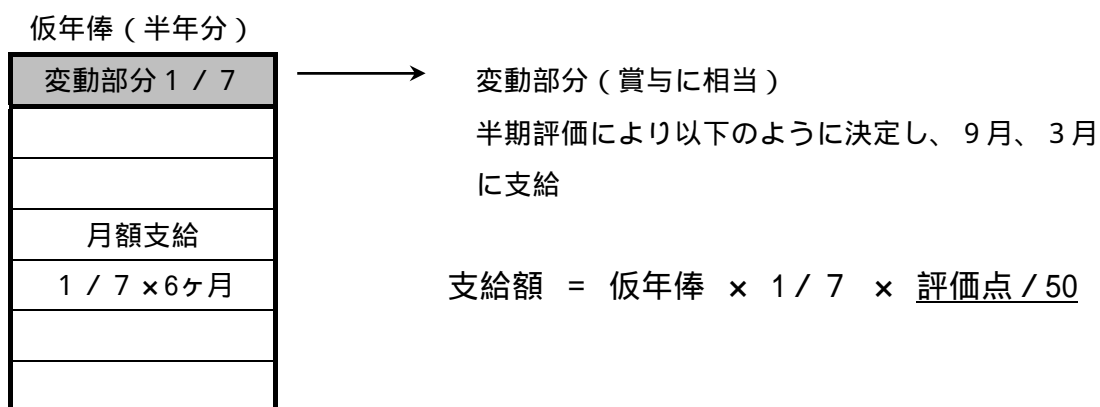 仮年俸（半年分）
変動部分１／７
変動部分（賞与に相当）
半期評価により以下のように決定し、９月、３月
に支給
月額支給
１／７×6ヶ月
支給額 ＝ 仮年俸 × １／７ × 評価点／50